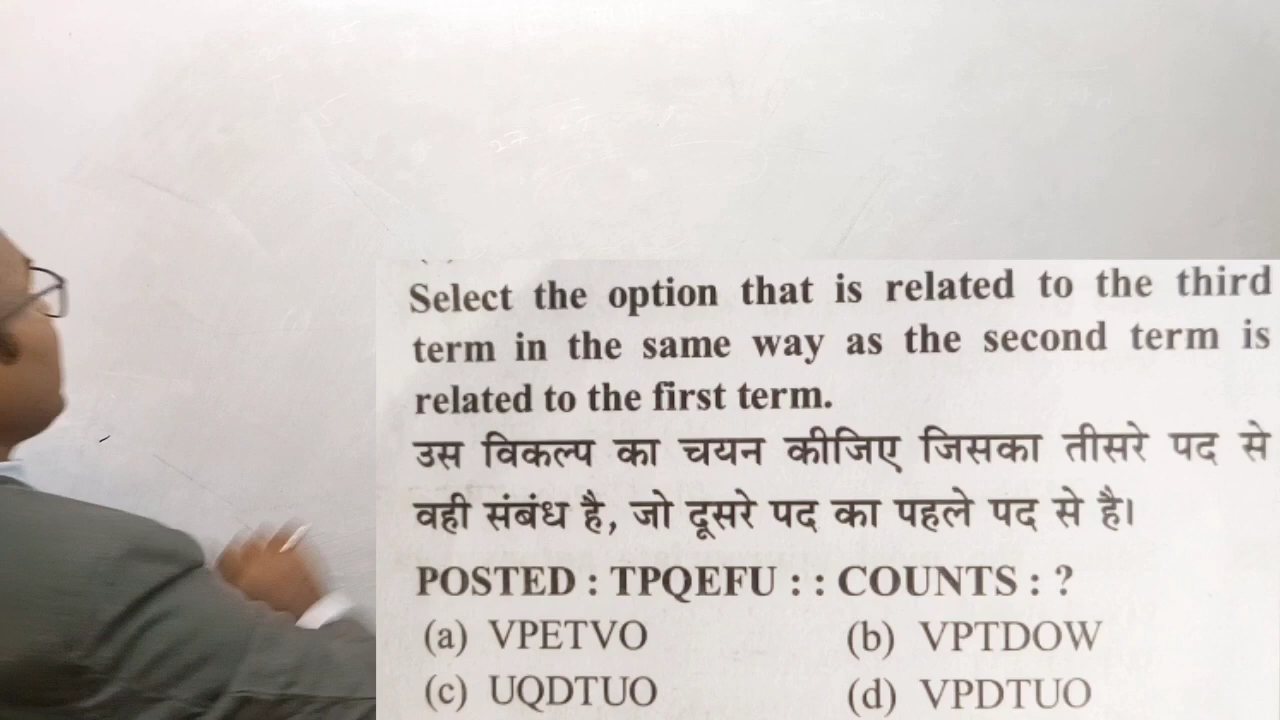 Select the option that is related to the third
term in the same way as the second term is
related to the first term.
उस विकल्प का चयन कीजिए जिसका तीसरे पद से
वही संबंध है, जो दूसरे पद का पहले पद से है।
POSTED : TPQEFU : : COUNTS : ?
(a) VPETVO (b) VPTDOW
(c) UQDTUO (d) VPDTUO